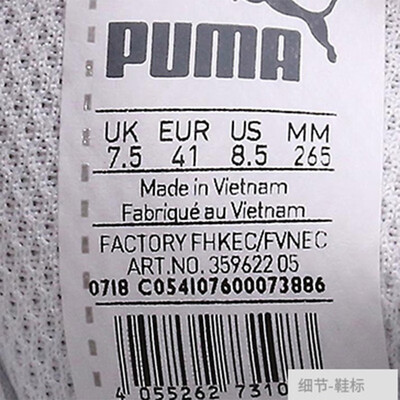 PUMA
UK EUR US MM
7.5 41 8.5 265
Made in Vietnam
Fabriqué au Vietnam
FACTORY FHKEC/FVNEC
ART.NO. 359622 05
0718 C054107600073886
4 055262 7310
细节-鞋标